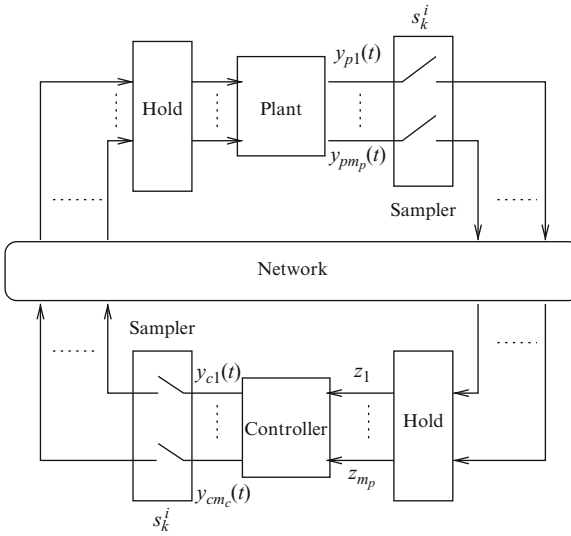 s_k^i
y_{p1}(t)
Hold
Plant
y_{pm_p}(t)
Sampler
Network
Sampler
y_{c1}(t)
z_1
Controller
Hold
z_{m_p}
y_{cm_c}(t)
s_k^i